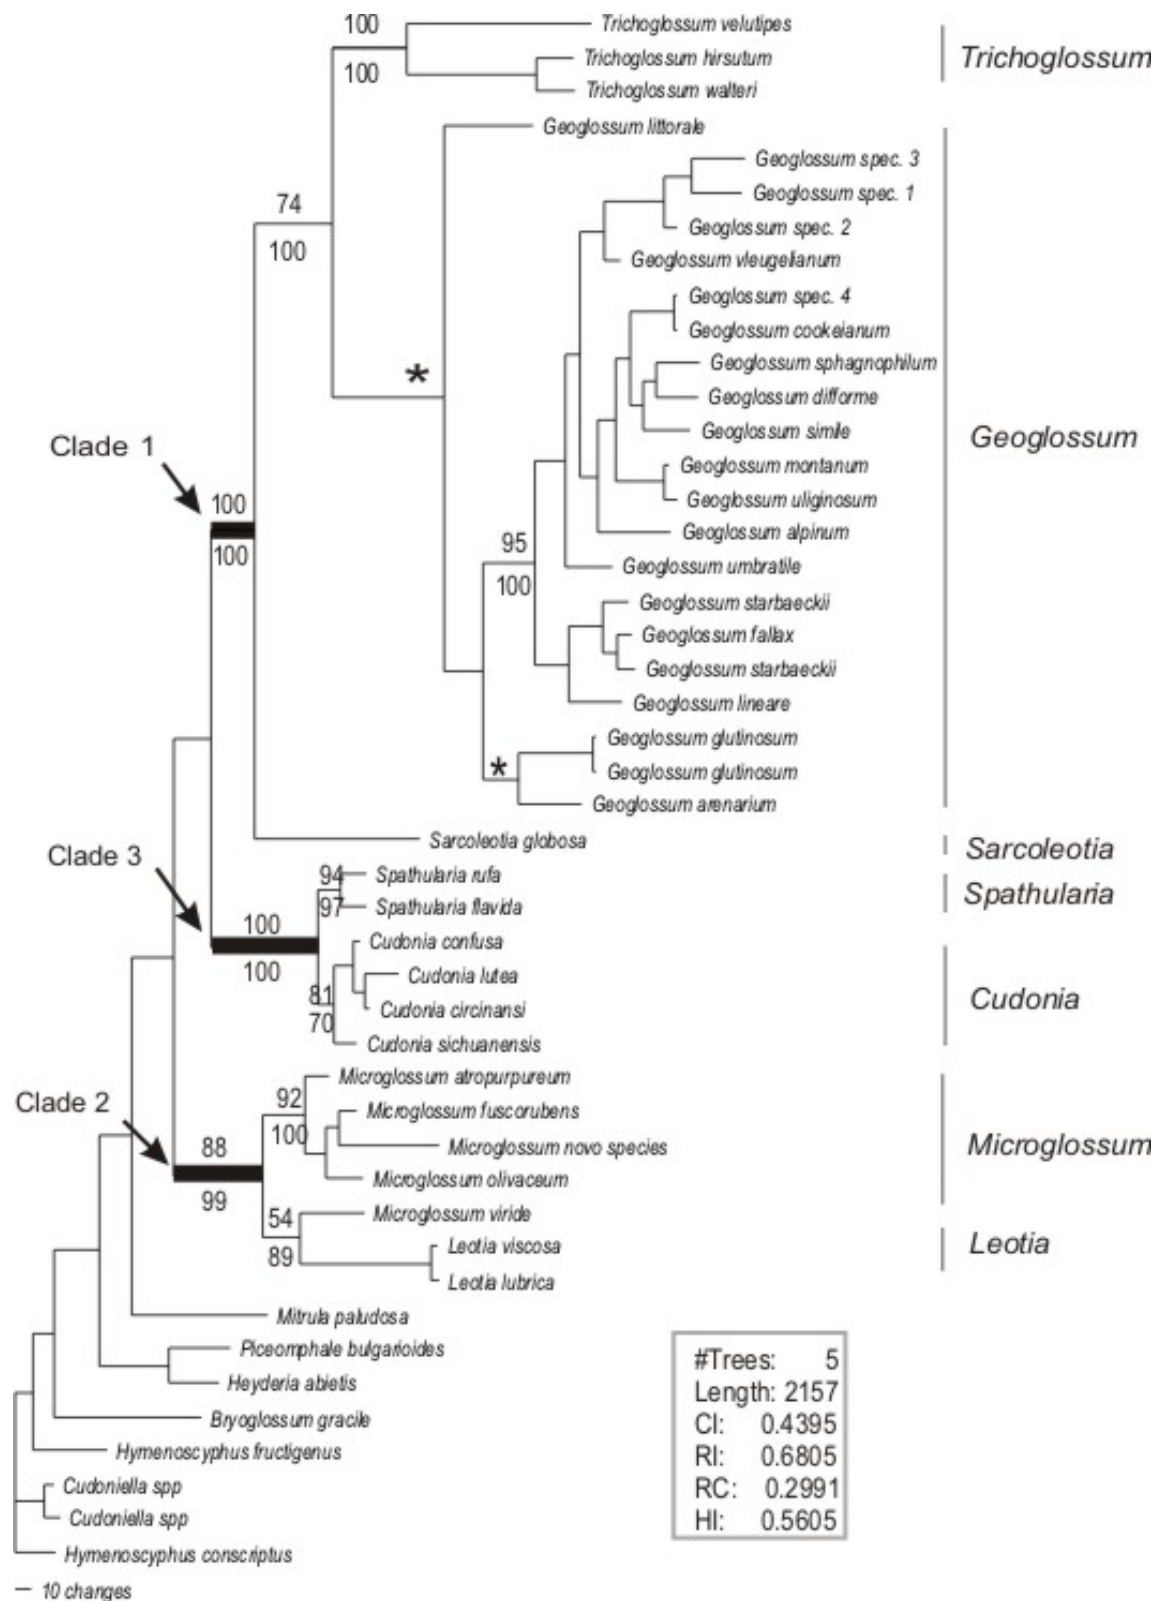 100
Trichoglossum velutipes
100
Trichoglossum hirsutum
Trichoglossum
Trichoglossum walteri
Geoglossum littorale
Geoglossum spec. 3
Geoglossum spec. 1
74
100
Geoglossum spec. 2
Geoglossum vleugelianum
Geoglossum spec. 4
Geoglossum cookeianum
Geoglossum sphagnophilum
*
Geoglossum difforme
Geoglossum simile
Geoglossum
Clade 1
Geoglossum montanum
Geoglossum uliginosum
100
100
Geoglossum alpinum
95
100
Geoglossum umbratile
Geoglossum starbaeckii
Geoglossum fallax
Geoglossum starbaeckii
Geoglossum lineare
Geoglossum glutinosum
*
Geoglossum glutinosum
Geoglossum arenarium
Sarcoleotia globosa
Sarcoleotia
Clade 3
94
Spathularia rufa
Spathularia
97
Spathularia flavida
100
100
Cudonia confusa
Cudonia lutea
81
70
Cudonia circinansi
Cudonia
Cudonia sichuanensis
Microglossum atropurpureum
Clade 2
92
100
Microglossum fuscorubens
Microglossum novo species
Microglossum
88
99
Microglossum olivaceum
54
89
Microglossum viride
Leotia viscosa
Leotia
Leotia lubrica
Mitrula paludosa
Piceomphale bulgarioides
Heyderia abietis
Bryoglossum gracile
Hymenoscyphus fructigenus
Cudoniella spp
Cudoniella spp
Hymenoscyphus conscriptus
10 changes
#Trees: 5
Length: 2157
CI: 0.4395
RI: 0.6805
RC: 0.2991
HI: 0.5605